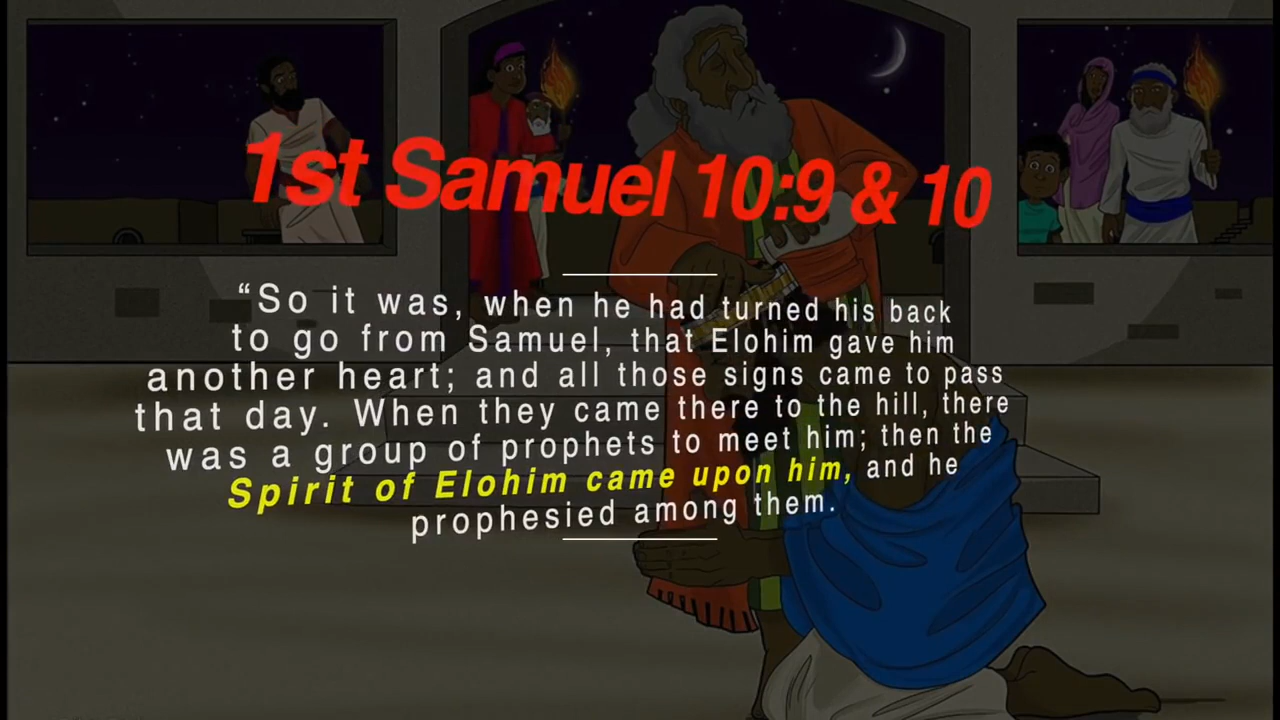 1st Samuel 10:9 & 10
“So it was, when he had turned his back
to go from Samuel, that Elohim gave him
another heart; and all those signs came to pass
that day. When they came there to the hill, there
was a group of prophets to meet him; then the
Spirit of Elohim came upon him, and he
prophesied among them.